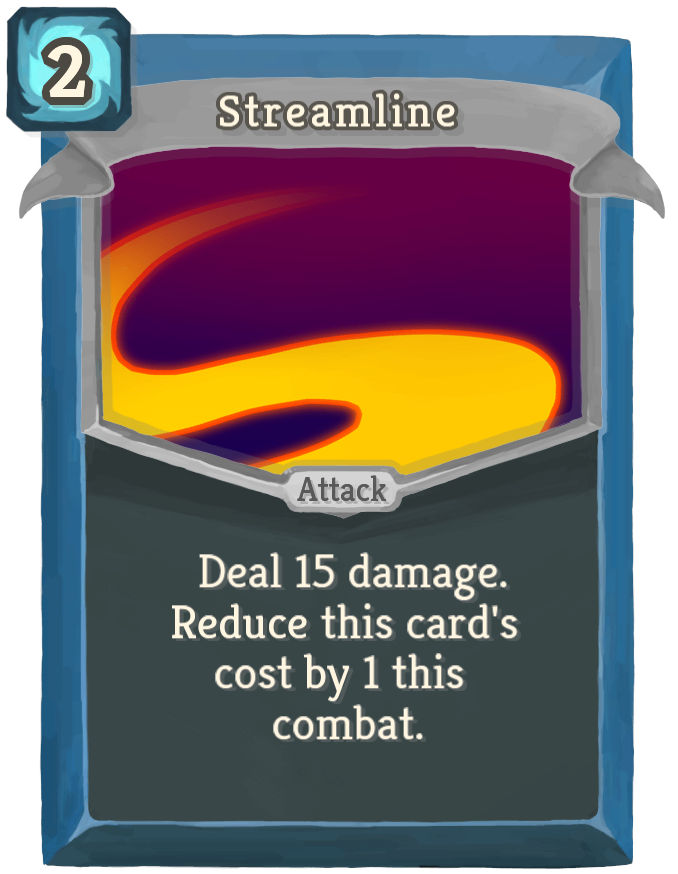 2
Streamline
Attack
Deal 15 damage.
Reduce this card's
cost by 1 this
combat.